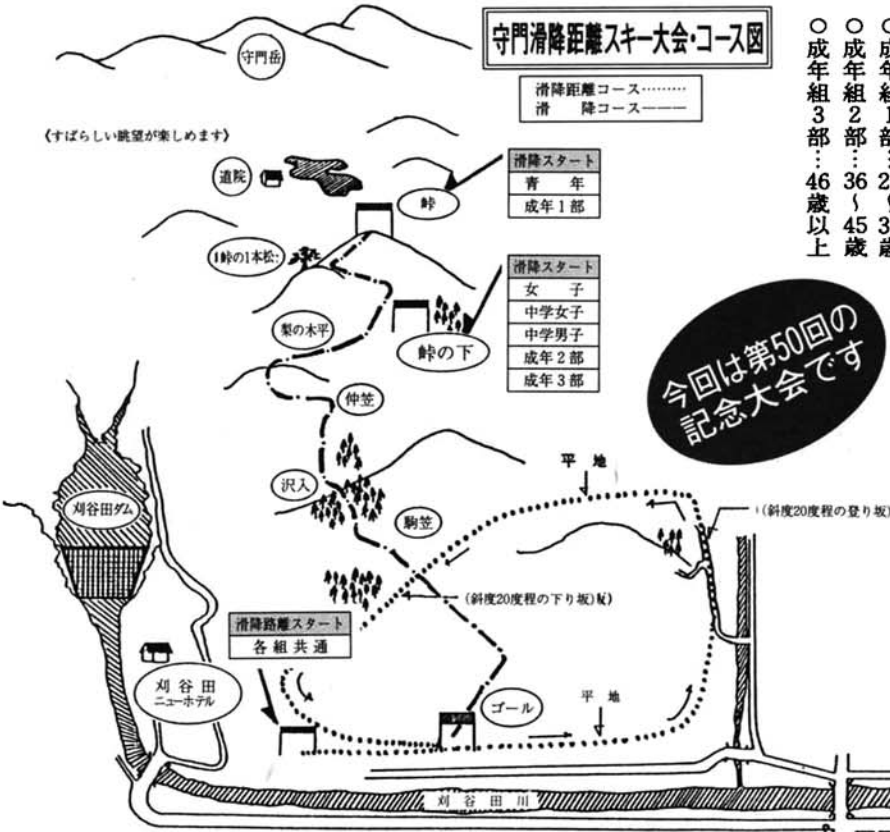 守門滑降距離スキー大会・コース図
滑降距離コース………
滑　降コース―――
○成年組3部…46歳以上
○成年組2部…36〜45歳
守門岳
《すばらしい眺望が楽しめます》
道院
峠
滑降スタート
青　年
成年1部
峠の1本松
滑降スタート
女　子
中学女子
中学男子
成年2部
成年3部
梨の木平
峠の下
今回は第50回の
記念大会です
仲笠
沢入
平　地
刈谷田ダム
駒笠
(斜度20度程の登り坂)
(斜度20度程の下り坂)
滑降路離スタート
各組共通
刈谷田
ニューホテル
ゴール
平　地
刈谷田川